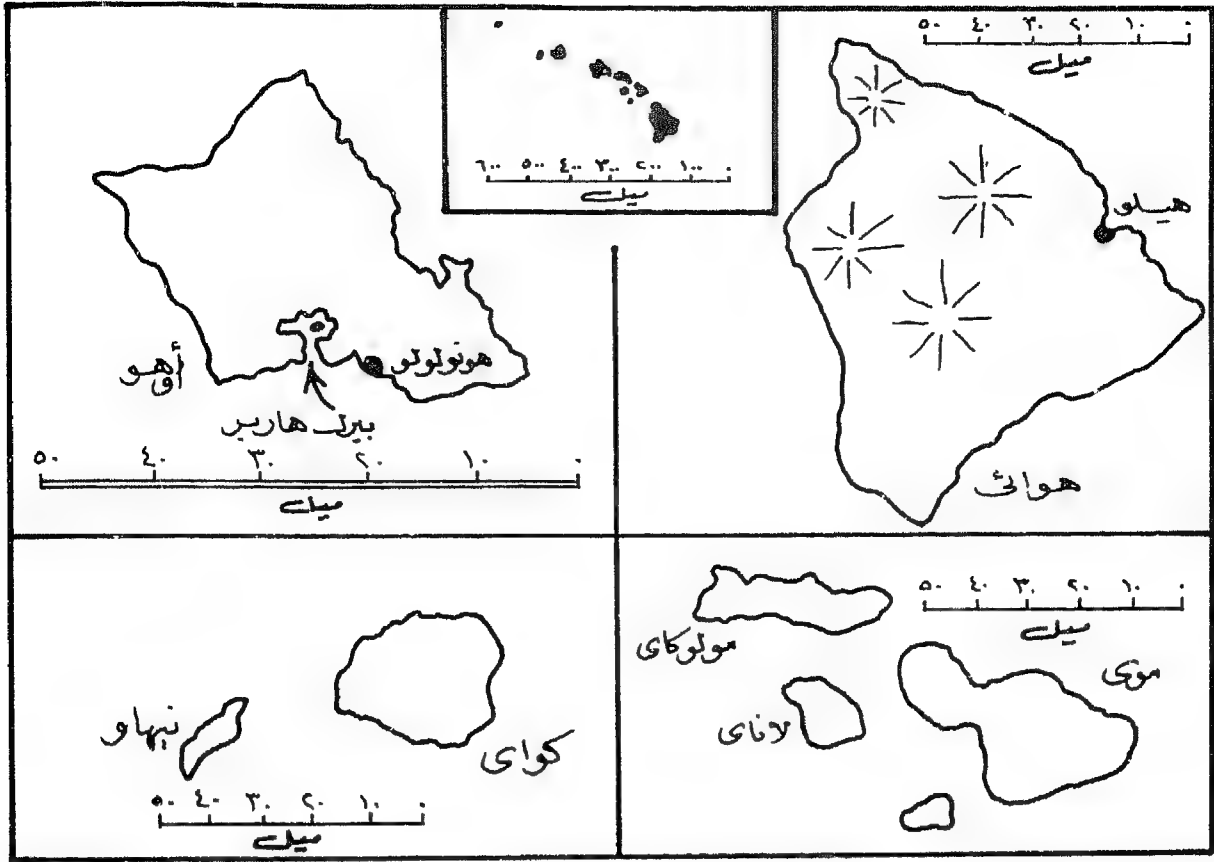 ٥٠ ٤٠ ٣٠ ٢٠ ١٠ ٠
ميل
هيلو
هوائى
٦٠٠ ٥٠٠ ٤٠٠ ٣٠٠ ٢٠٠ ١٠٠ ٠
ميل
هونولولو
أوهو
بيرل هاربر
٥٠ ٤٠ ٣٠ ٢٠ ١٠ ٠
ميل
٥٠ ٤٠ ٣٠ ٢٠ ١٠ ٠
ميل
مولوكاى
موى
لاناى
نيهاو
كواى
٥٠ ٤٠ ٣٠ ٢٠ ١٠ ٠
ميل